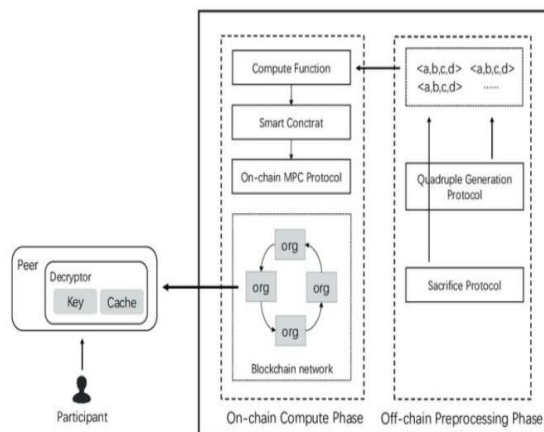 Compute Function
Smart Conctrat
On-chain MPC Protocol
org
org
org
org
Blockchain network
On-chain Compute Phase
<a,b,c,d> <a,b,c,d>
<a,b,c,d> ......
Quadruple Generation
Protocol
Sacrifice Protocol
Off-chain Preprocessing Phase
Peer
Decryptor
Key
Cache
Participant